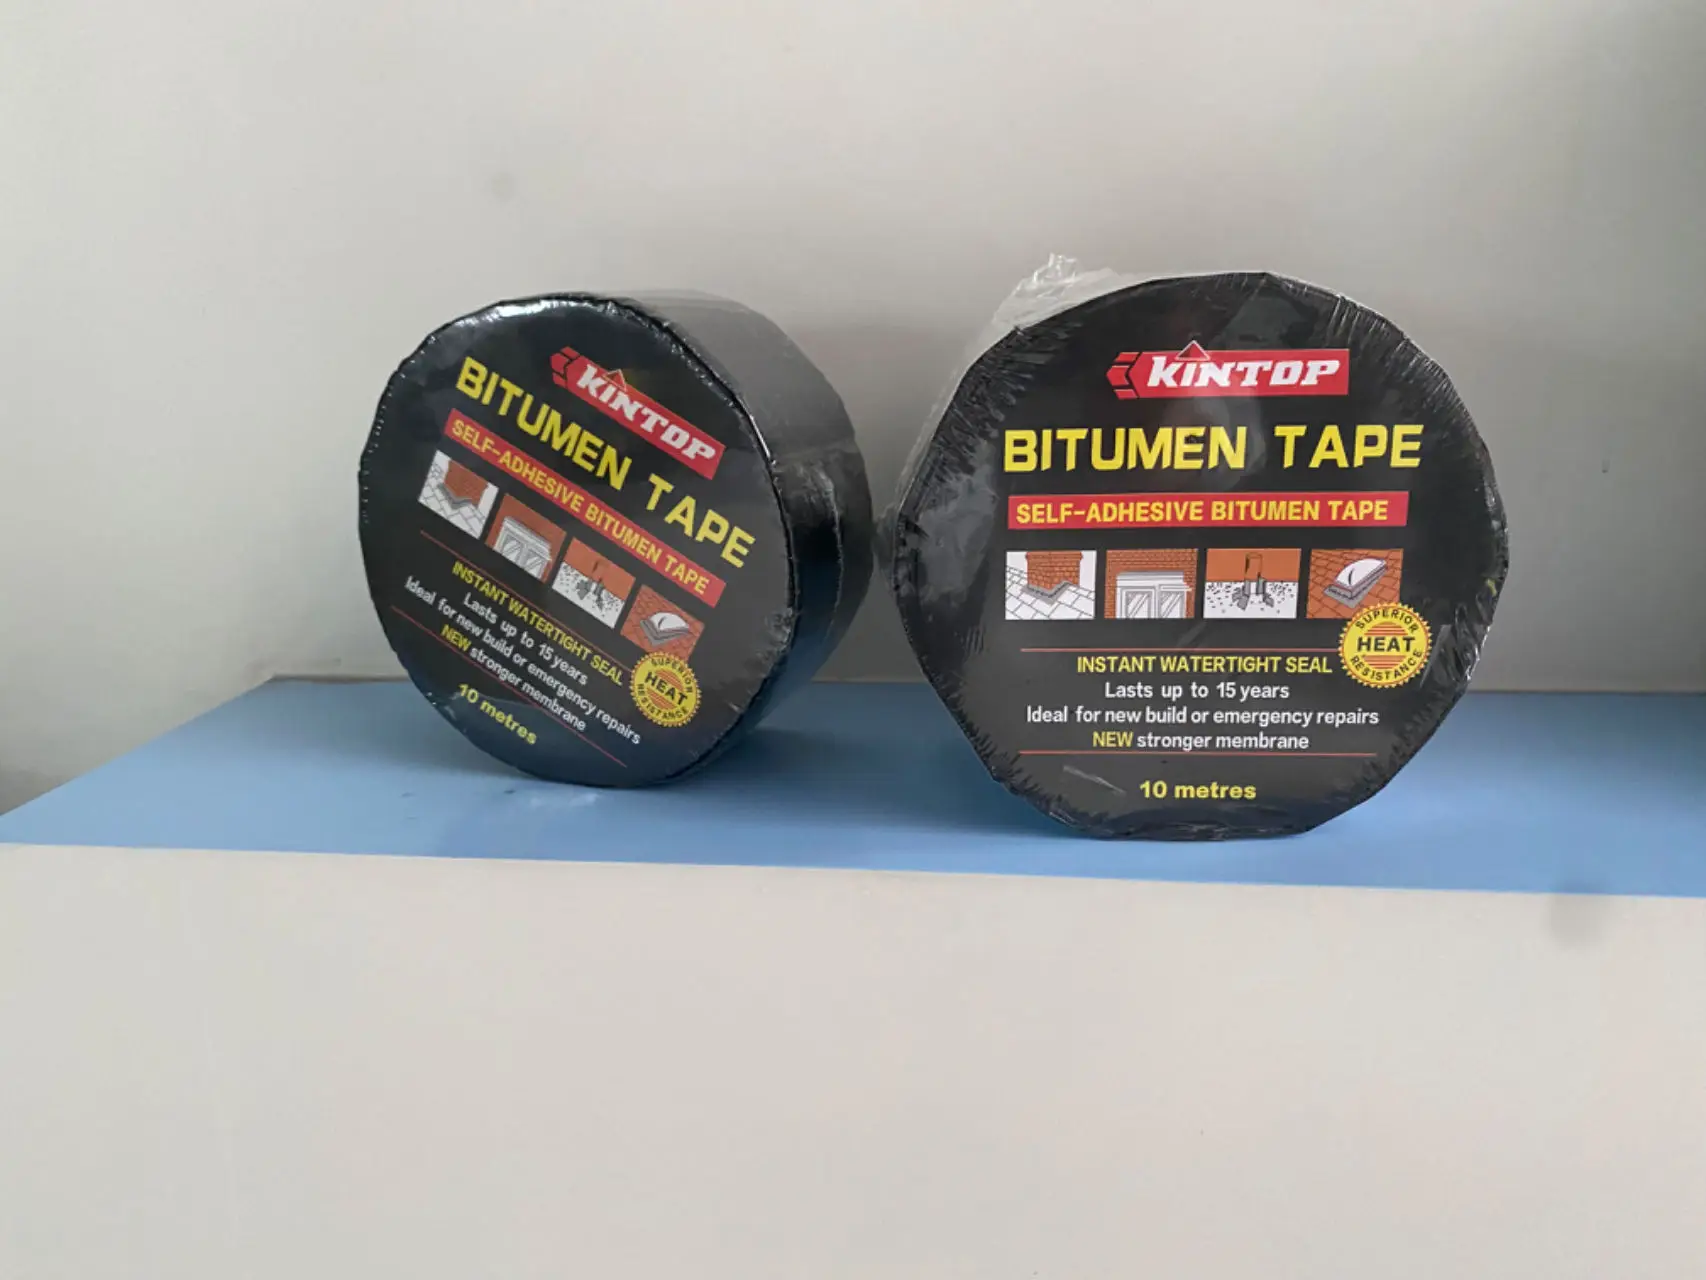 KINTOP
BITUMEN TAPE
SELF-ADHESIVE BITUMEN TAPE
INSTANT WATERTIGHT SEAL
Lasts up to 15 years
Ideal for new build or emergency repairs
NEW stronger membrane
SUPERIOR
HEAT
RESISTANCE
10 metres
KINTOP
BITUMEN TAPE
SELF-ADHESIVE BITUMEN TAPE
INSTANT WATERTIGHT SEAL
Lasts up to 15 years
Ideal for new build or emergency repairs
NEW stronger membrane
SUPERIOR
HEAT
RESISTANCE
10 metres